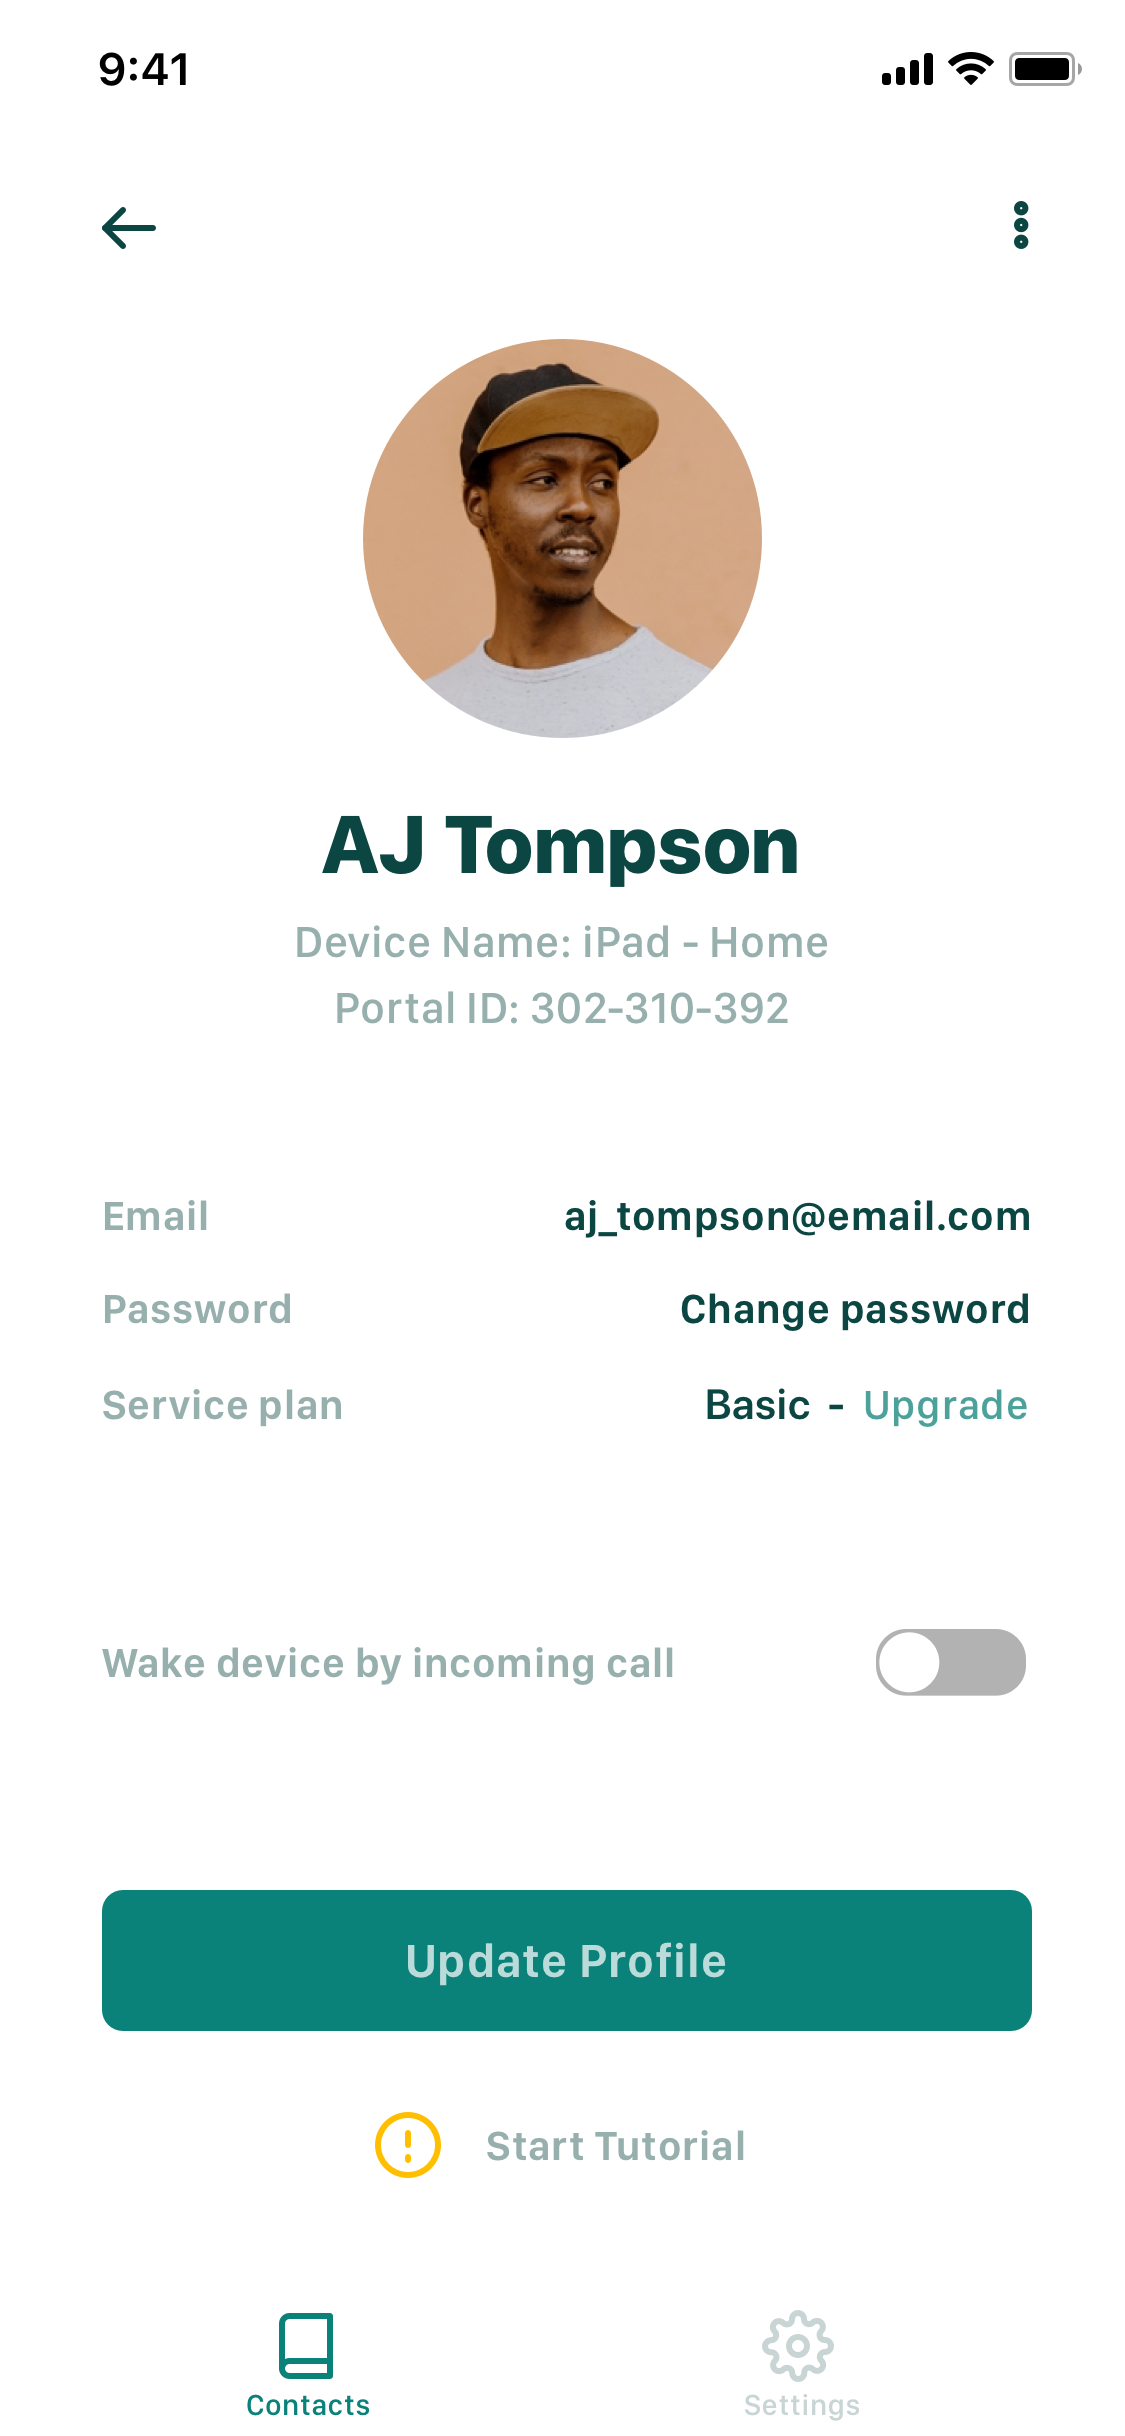 9:41
AJ Tompson
Device Name: iPad - Home
Portal ID: 302-310-392
Email aj_tompson@email.com
Password Change password
Service plan Basic - Upgrade
Wake device by incoming call
Update Profile
Start Tutorial
Contacts Settings